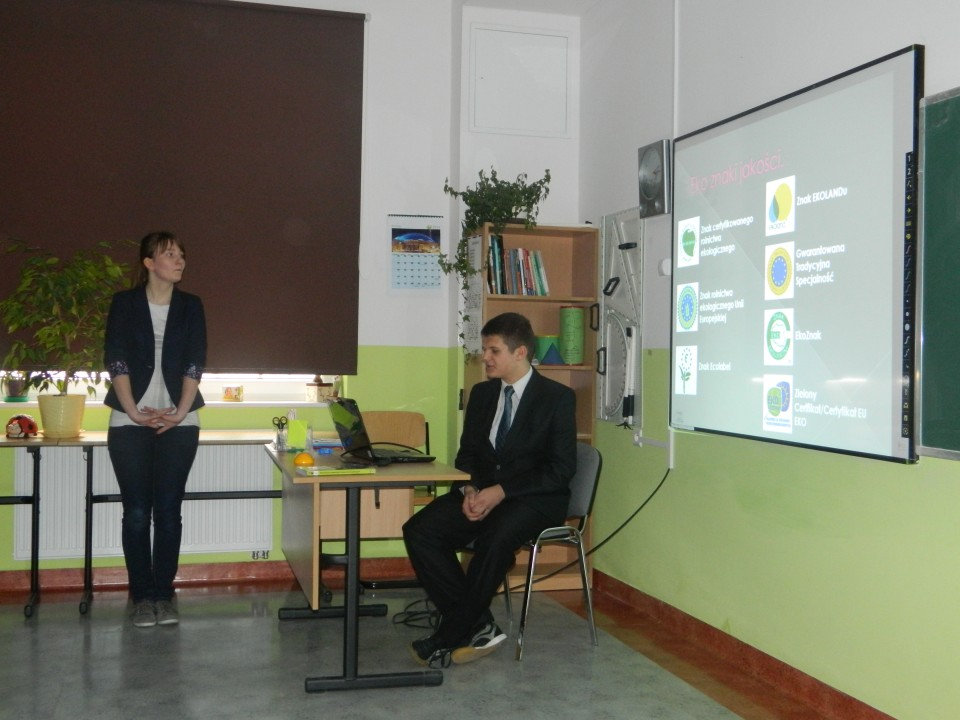 Eko znaki jakości.
Znak certyfikowanego
rolnictwa
ekologicznego
Znak rolnictwa
ekologicznego Unii
Europejskiej
Znak Ecolabel
Znak EKOLANDu
Gwarantowana
Tradycyjna
Specjalność
EkoZnak
Zielony
Certfikat/Certyfikat EU
EKO